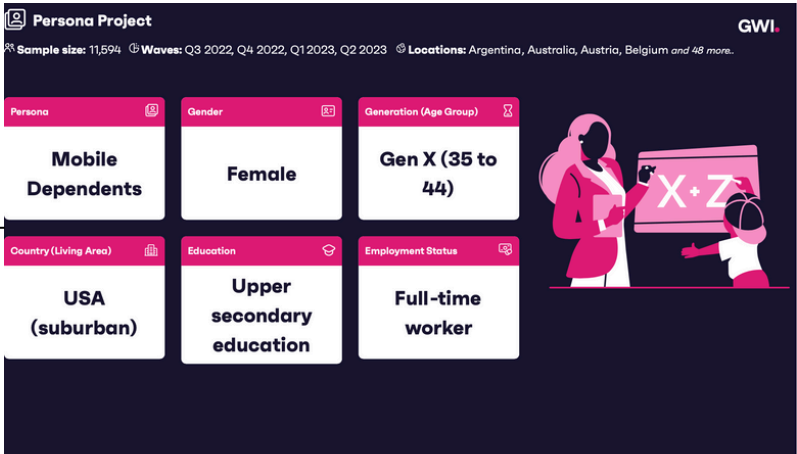 Persona Project
GWI.
Sample size: 11,594 Waves: Q3 2022, Q4 2022, Q1 2023, Q2 2023 Locations: Argentina, Australia, Austria, Belgium and 48 more..
Persona
Mobile
Dependents
Gender
Female
Generation (Age Group)
Gen X (35 to
44)
X+Z
Country (Living Area)
USA
(suburban)
Education
Upper
secondary
education
Employment Status
Full-time
worker